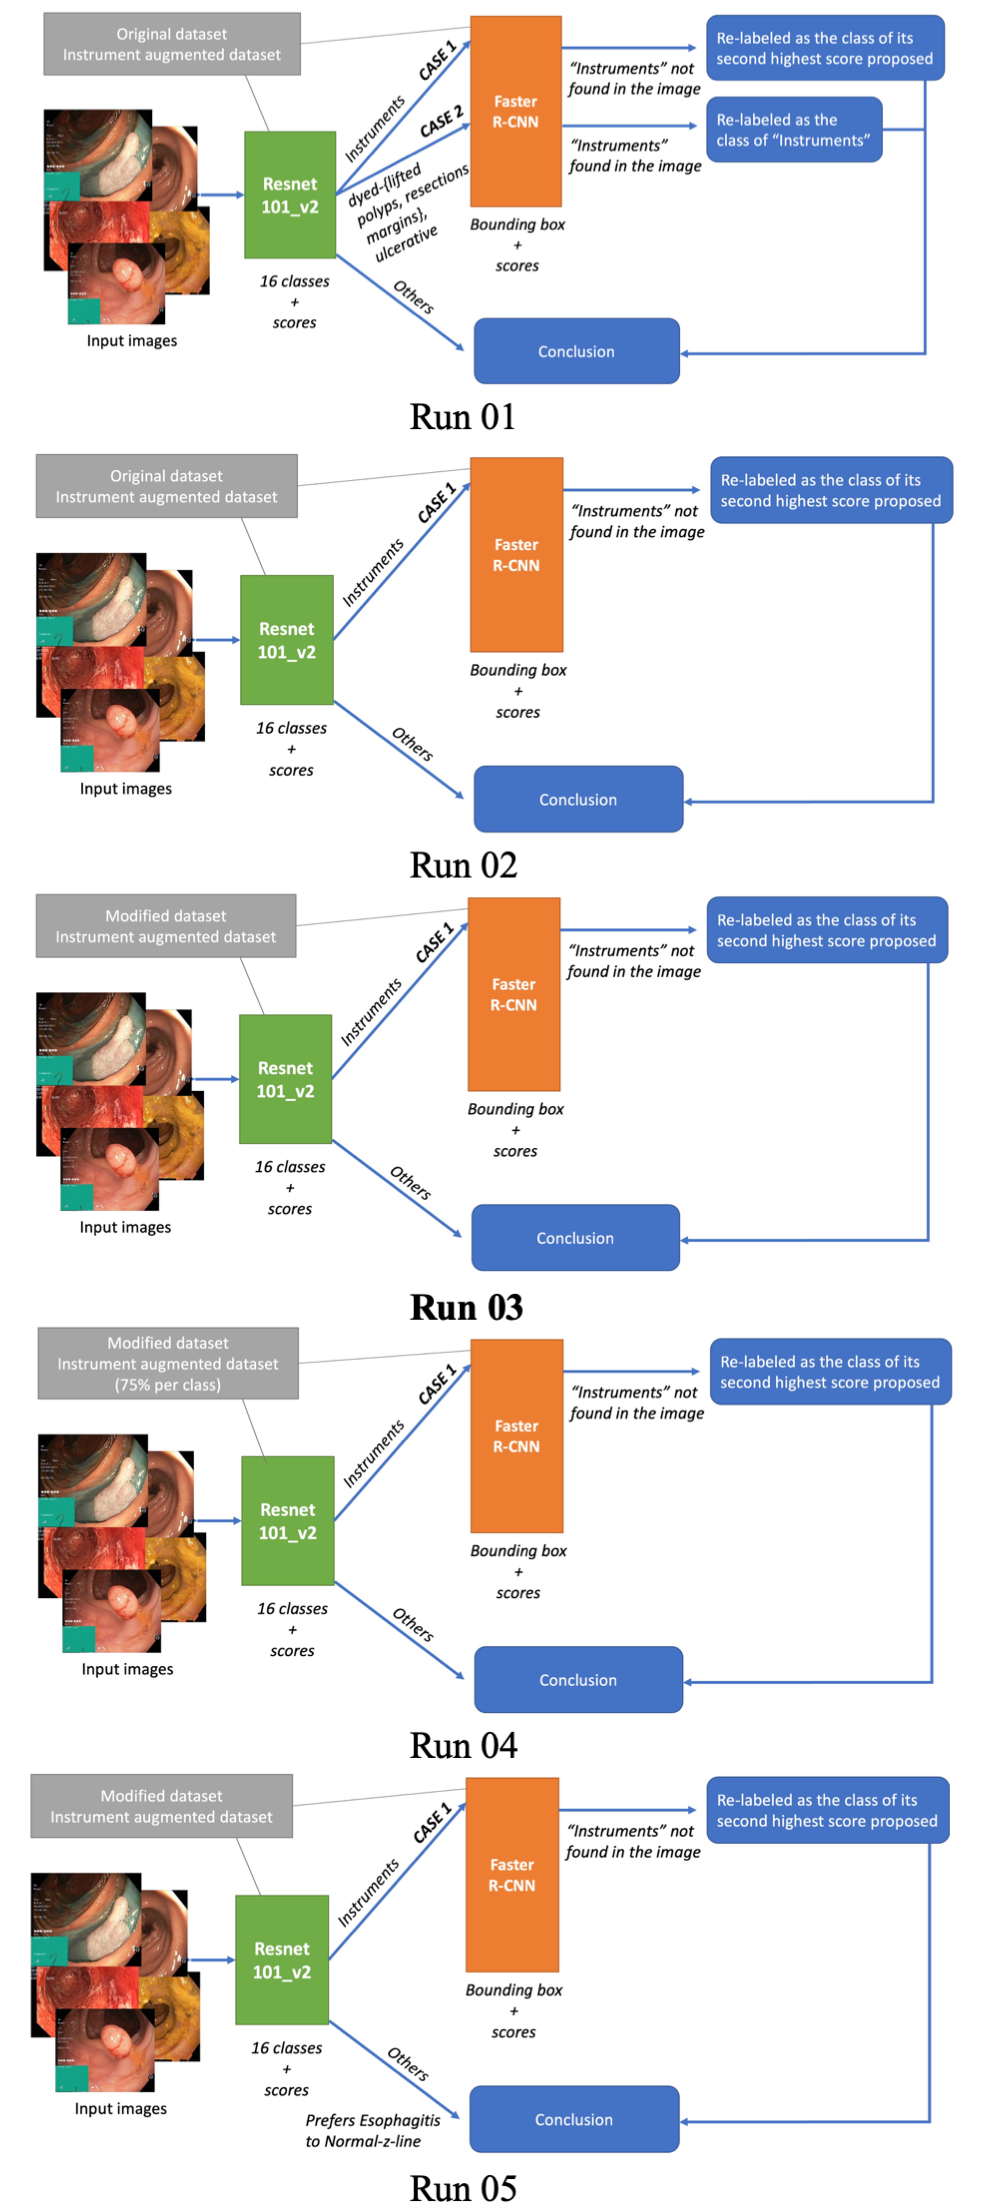 Original dataset
Instrument augmented dataset
CASE 1
Instruments
CASE 2
dyed-{lifted
polyps, resections
margins},
ulcerative
Others
Resnet
101_v2
16 classes
+
scores
Input images
Faster
R-CNN
Bounding box
+
scores
"Instruments" not
found in the image
"Instruments"
found in the image
Re-labeled as the class of its
second highest score proposed
Re-labeled as the
class of "Instruments"
Conclusion
Run 01
Original dataset
Instrument augmented dataset
CASE 1
Instruments
Others
Resnet
101_v2
16 classes
+
scores
Input images
Faster
R-CNN
Bounding box
+
scores
"Instruments" not
found in the image
Re-labeled as the class of its
second highest score proposed
Conclusion
Run 02
Modified dataset
Instrument augmented dataset
CASE 1
Instruments
Others
Resnet
101_v2
16 classes
+
scores
Input images
Faster
R-CNN
Bounding box
+
scores
"Instruments" not
found in the image
Re-labeled as the class of its
second highest score proposed
Conclusion
Run 03
Modified dataset
Instrument augmented dataset
(75% per class)
CASE 1
Instruments
Others
Resnet
101_v2
16 classes
+
scores
Input images
Faster
R-CNN
Bounding box
+
scores
"Instruments" not
found in the image
Re-labeled as the class of its
second highest score proposed
Conclusion
Run 04
Modified dataset
Instrument augmented dataset
CASE 1
Instruments
Others
Resnet
101_v2
16 classes
+
scores
Input images
Faster
R-CNN
Bounding box
+
scores
"Instruments" not
found in the image
Re-labeled as the class of its
second highest score proposed
Prefers Esophagitis
to Normal-z-line
Conclusion
Run 05